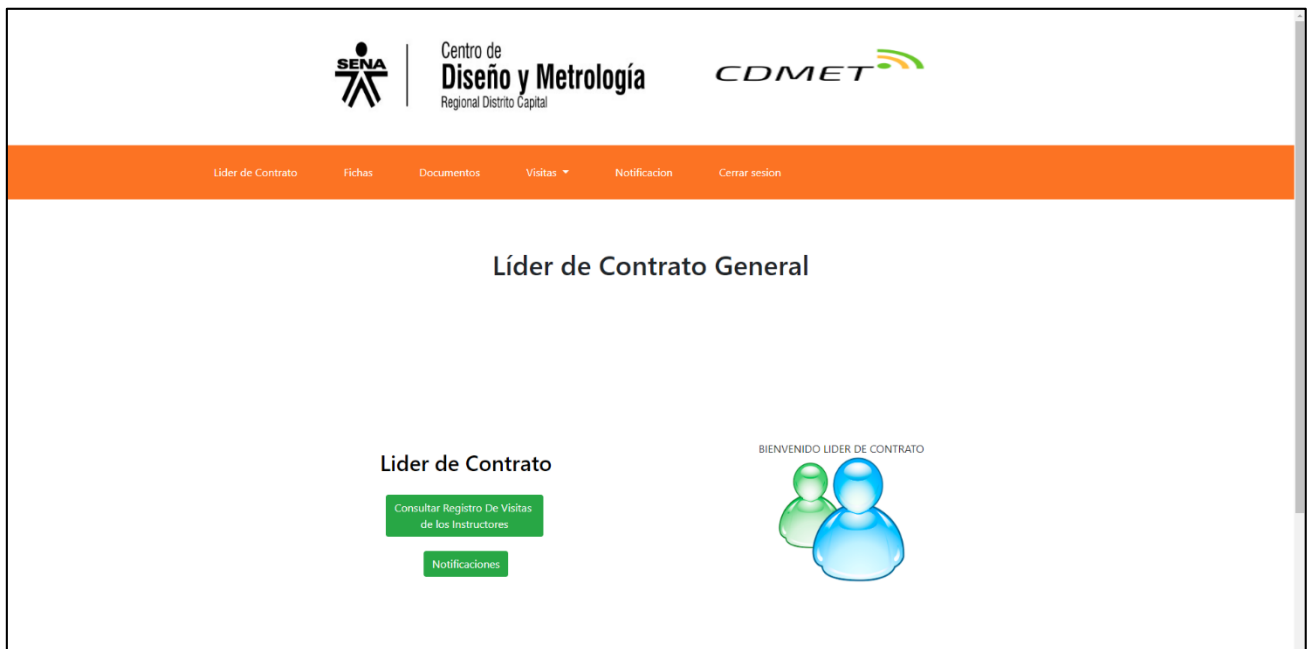 SENA
Centro de
Diseño y Metrología
Regional Distrito Capital
CDMET
Lider de Contrato Fichas Documentos Visitas Notificacion Cerrar sesion
Líder de Contrato General
Lider de Contrato
Consultar Registro De Visitas
de los Instructores
Notificaciones
BIENVENIDO LIDER DE CONTRATO